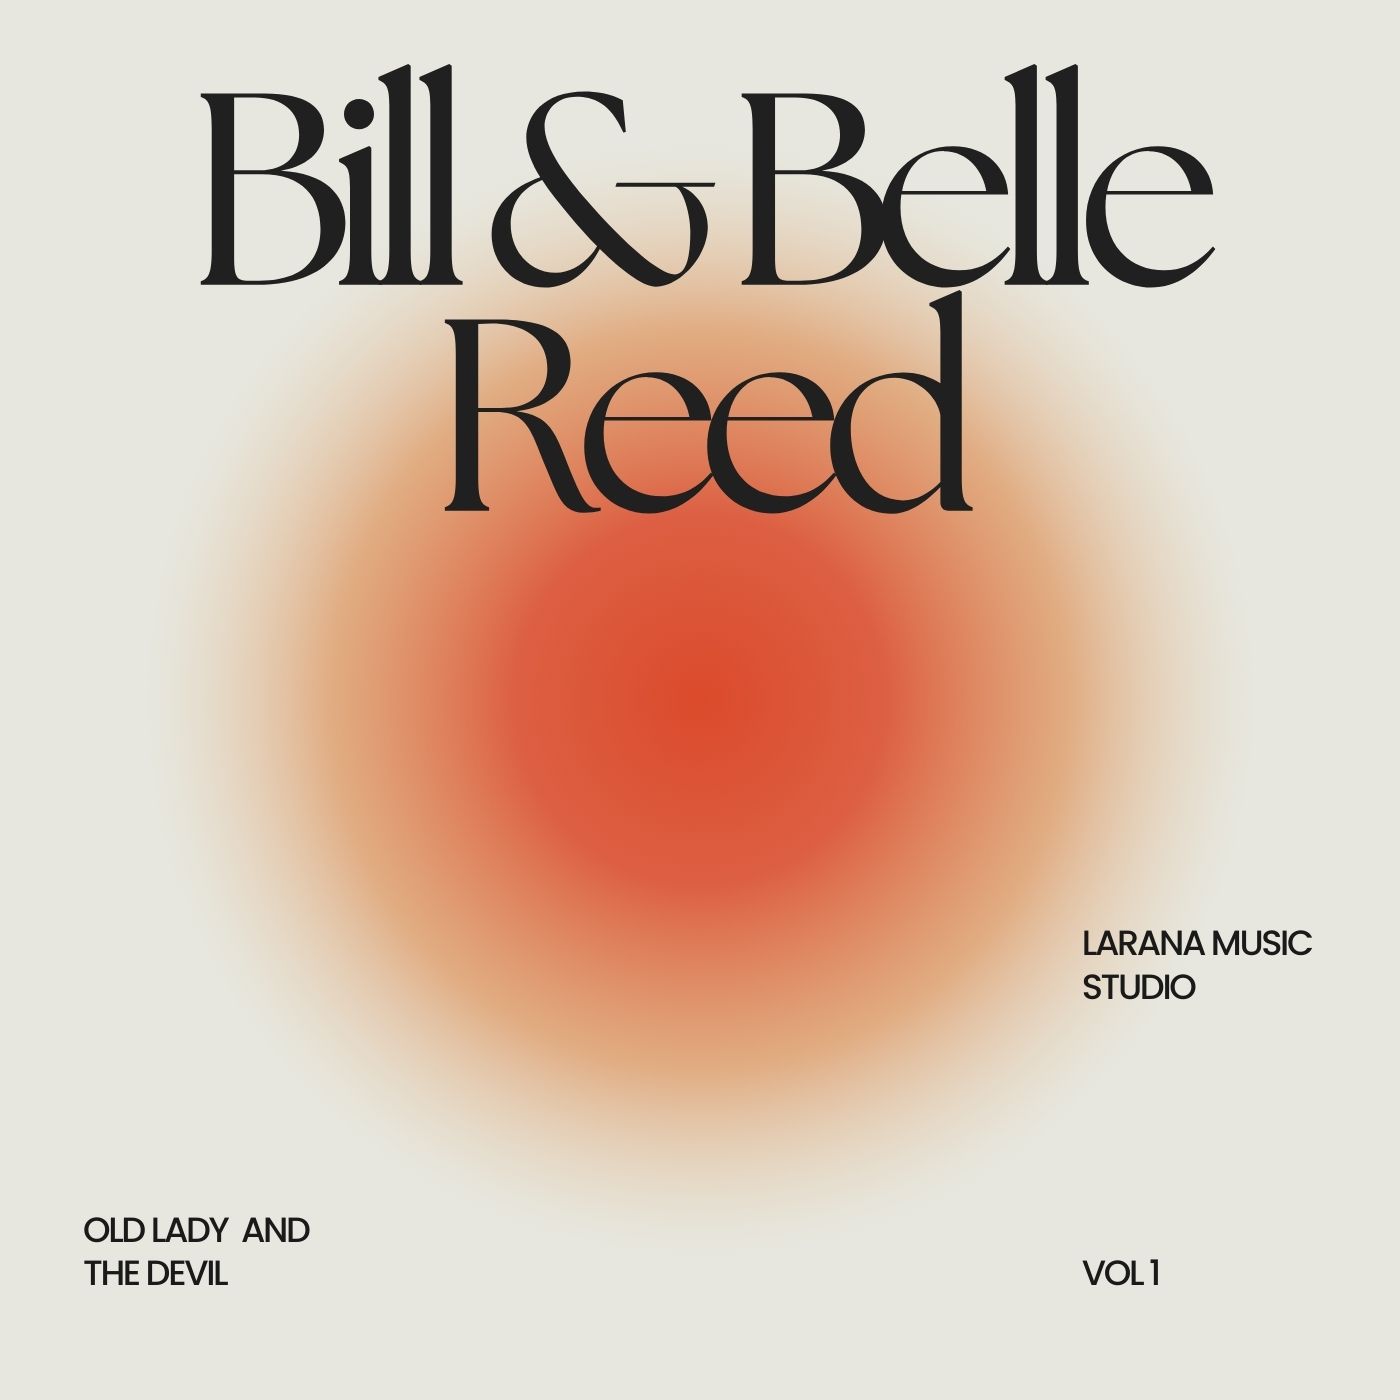 Bill & Belle
Reed
LARANA MUSIC
STUDIO
OLD LADY AND
THE DEVIL
VOL 1